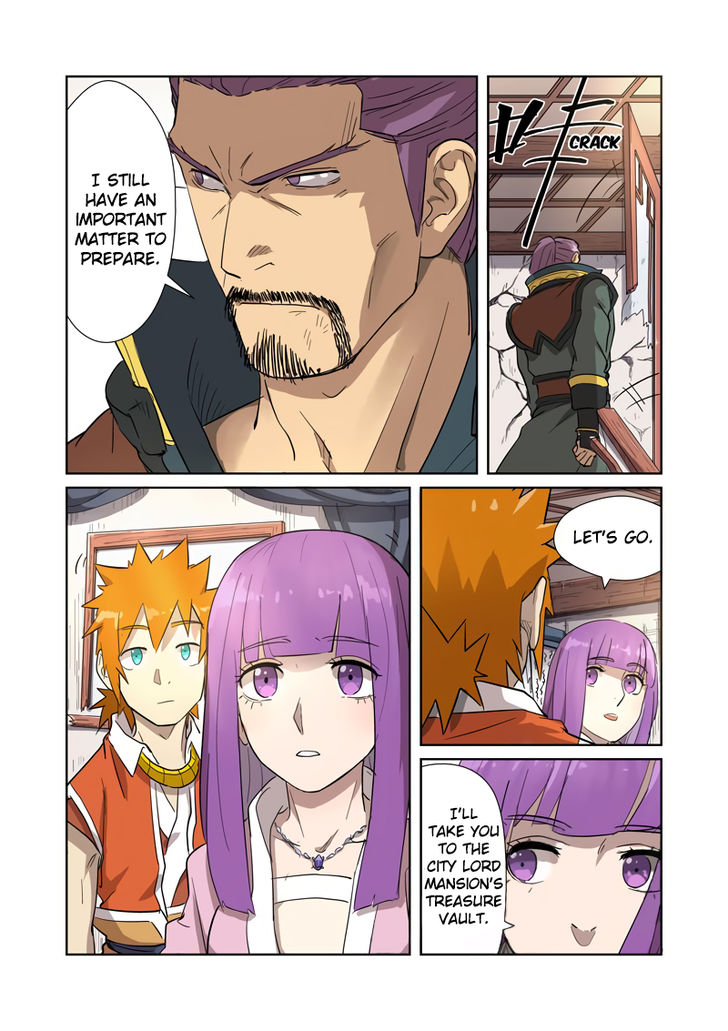 I STILL
HAVE AN
IMPORTANT
MATTER TO
PREPARE.
CRACK
LET'S GO.
I'LL
TAKE YOU
TO THE
CITY LORD
MANSION'S
TREASURE
VAULT.